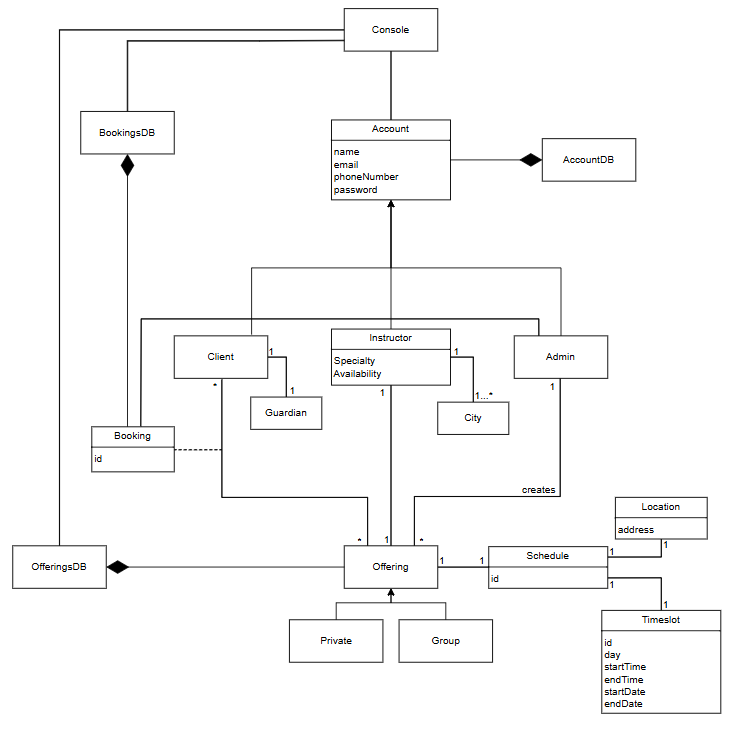 Console
BookingsDB
Account
name
email
phoneNumber
password
AccountDB
Client
*
1
1
Guardian
Instructor
Specialty
Availability
1
1
1...*
City
Admin
1
creates
Booking
id
OfferingsDB
*
1
*
Offering
1
1
Schedule
id
1
1
Location
address
1
1
Timeslot
id
day
startTime
endTime
startDate
endDate
Private
Group